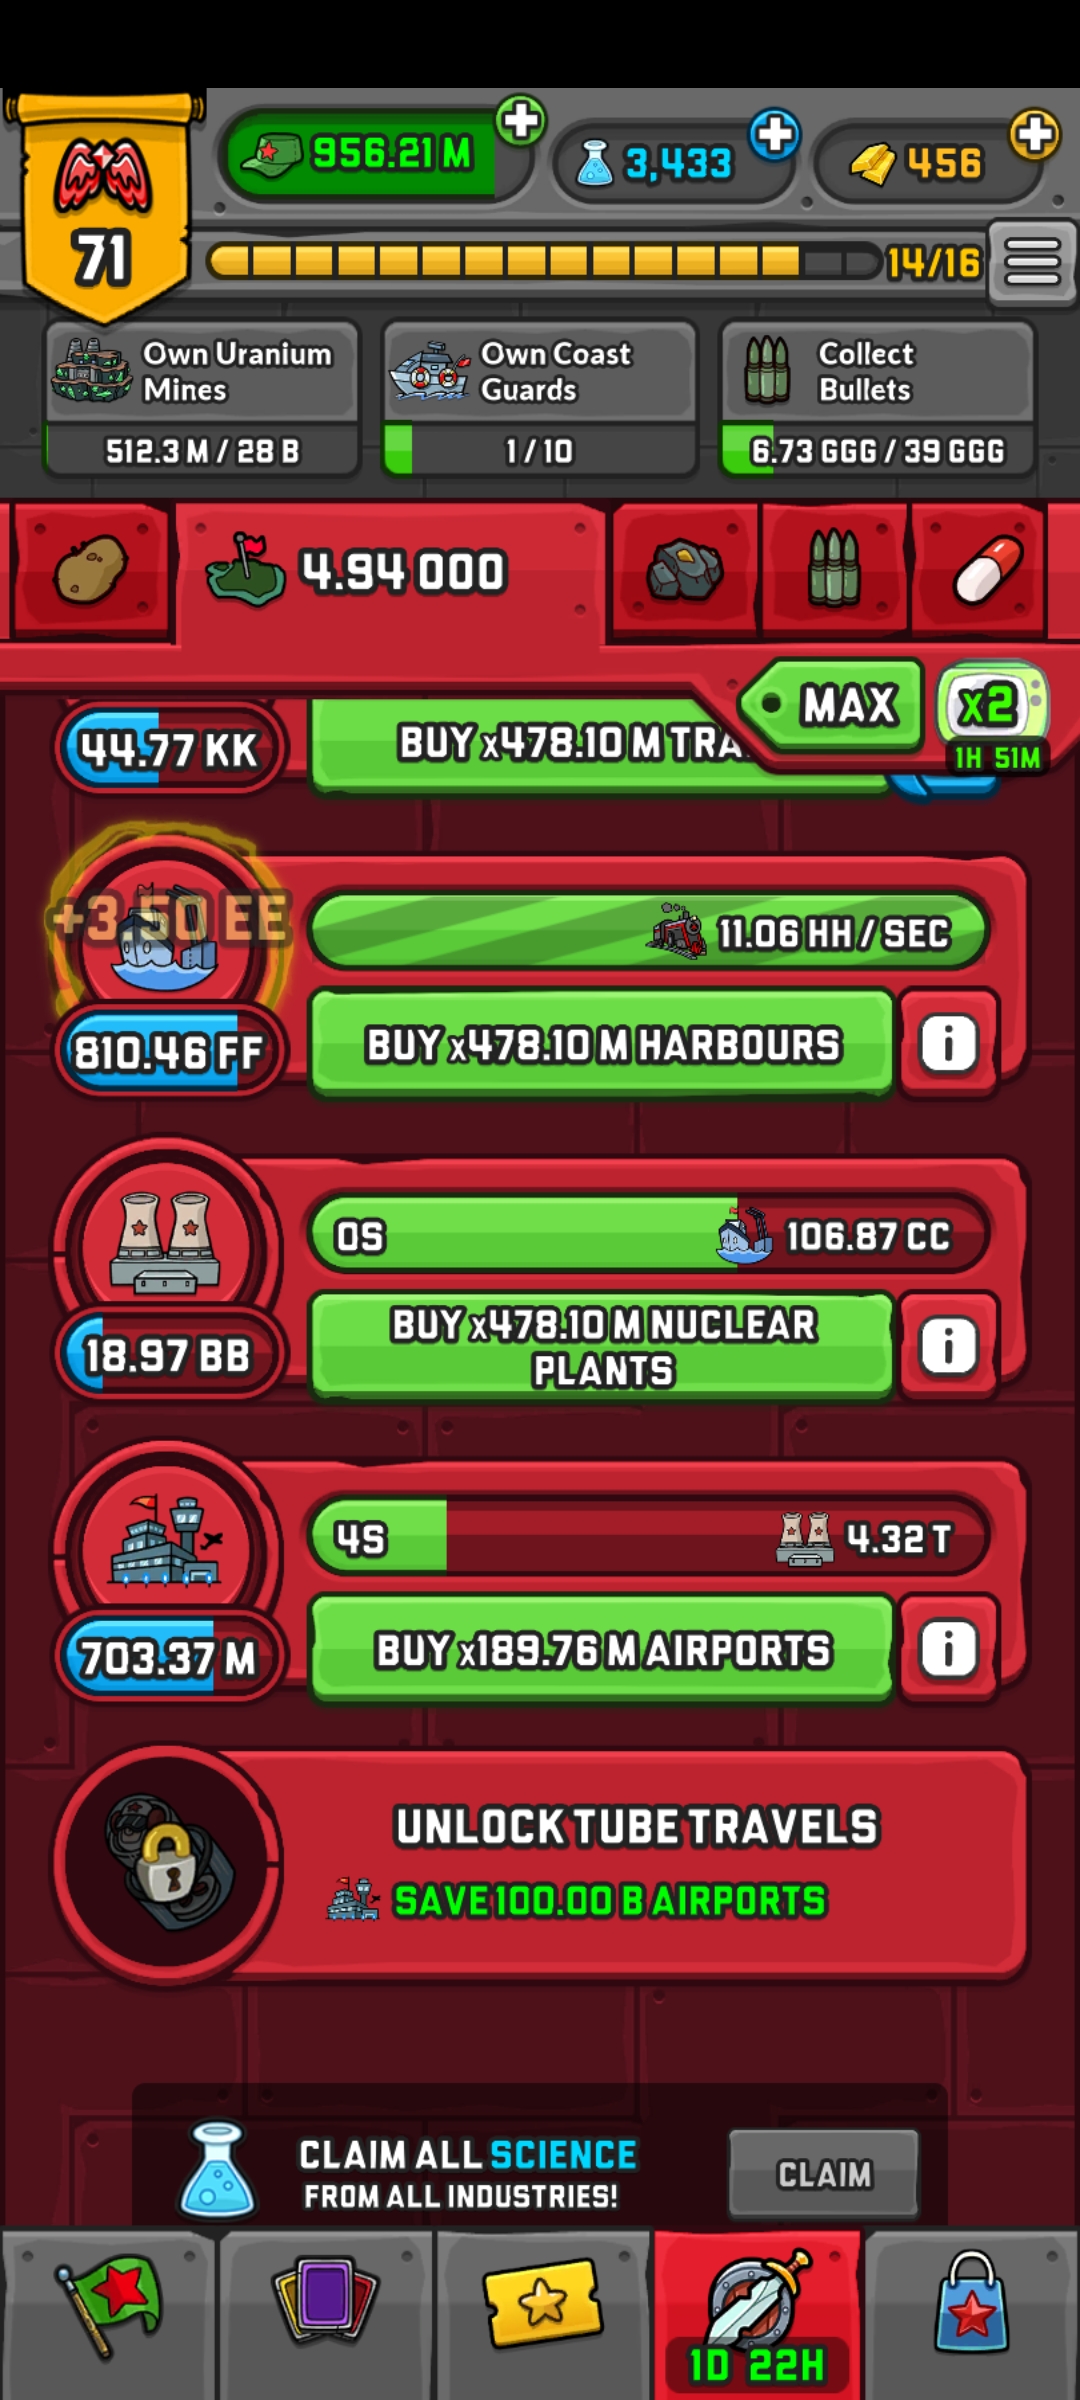 956.21 M
3,433
456
71
14/16
Own Uranium
Mines
512.3 M / 28 B
Own Coast
Guards
1 / 10
Collect
Bullets
6.73 GGG / 39 GGG
4.94 000
MAX
x2
1H 51M
44.77 KK
BUY x478.10 M TRA
+3.50 EE
11.06 HH / SEC
810.46 FF
BUY x478.10 M HARBOURS
i
0S
106.87 CC
18.97 BB
BUY x478.10 M NUCLEAR
PLANTS
i
4S
4.32 T
703.37 M
BUY x189.76 M AIRPORTS
i
UNLOCK TUBE TRAVELS
SAVE 100.00 B AIRPORTS
CLAIM ALL SCIENCE
FROM ALL INDUSTRIES!
CLAIM
1D 22H